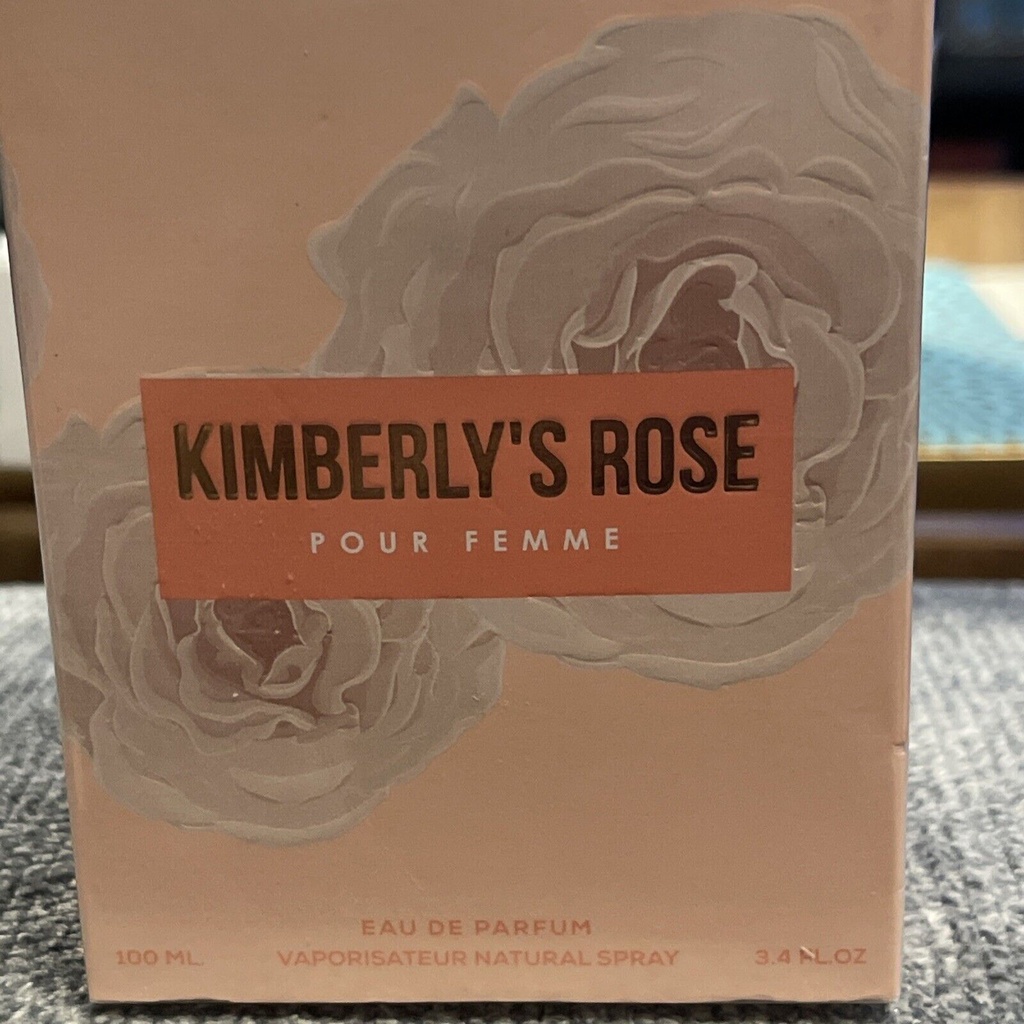 KIMBERLY'S ROSE
POUR FEMME
EAU DE PARFUM
100 ML. VAPORISATEUR NATURAL SPRAY 3.4 FL.OZ